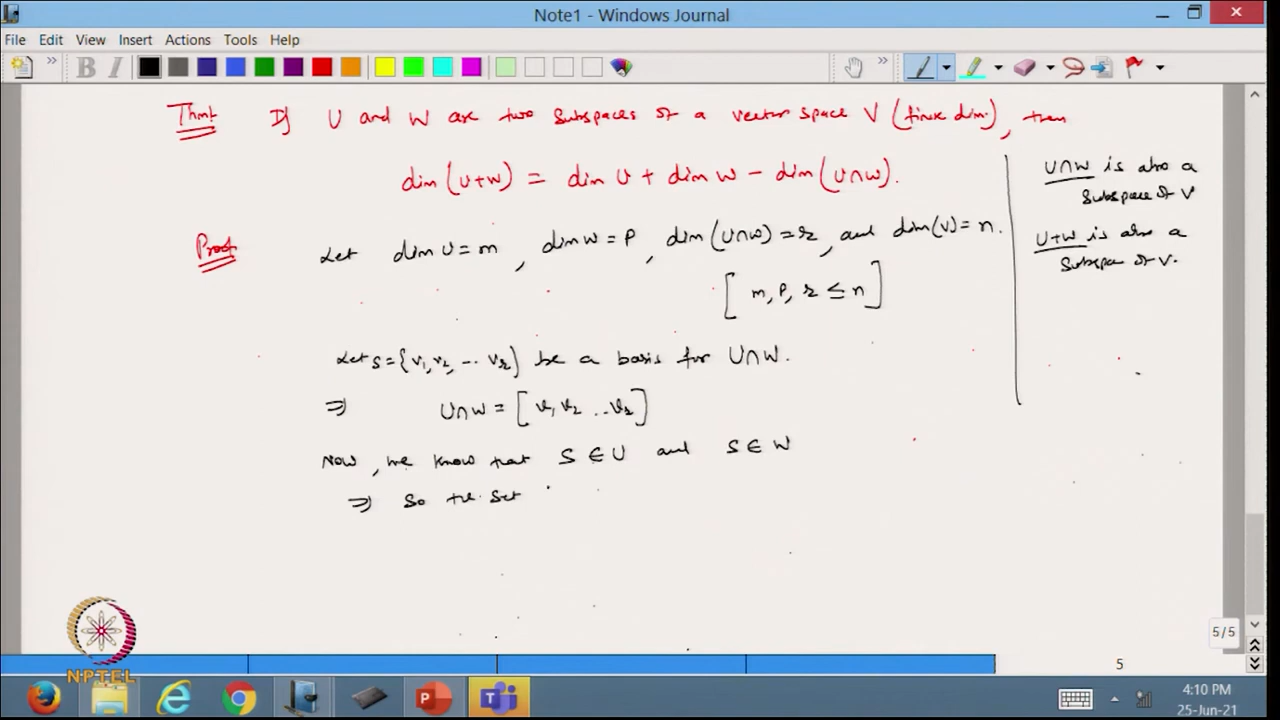 Note1 - Windows Journal
File Edit View Insert Actions Tools Help
Thm: If U and W are two subspaces of a vector space V (finite dim.), then
dim(U+W) = dim U + dim W - dim(U∩W).
U∩W is also a
Subspace of V
U+W is also a
Subspace of V.
Proof Let dim U = m, dim W = p, dim(U∩W) = r, and dim(V) = n.
[m, p, r ≤ n]
Let S = {v₁, v₂, ... vᵣ} be a basis for U∩W.
⇒ U∩W = [v₁, v₂ ... vᵣ]
Now, we know that S ∈ U and S ∈ W
⇒ So the set
5/5
5
NPTEL
4:10 PM
25-Jun-21